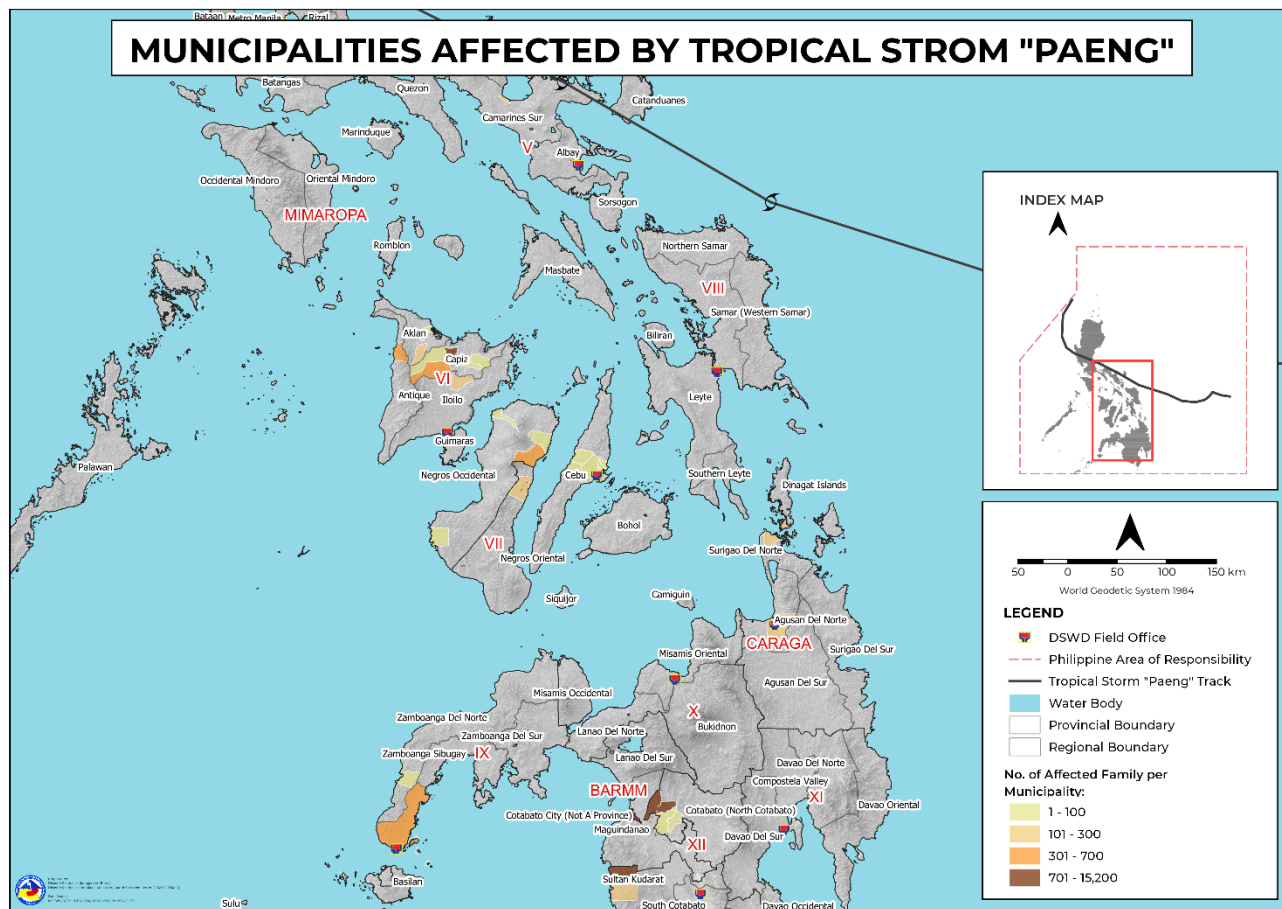 Bataan
Metro Manila
Rizal
MUNICIPALITIES AFFECTED BY TROPICAL STROM "PAENG"
Batangas
Quezon
Catanduanes
Camarines Sur
Marinduque
V
Albay
Occidental Mindoro
Oriental Mindoro
Sorsogon
MIMAROPA
Romblon
Northern Samar
Masbate
VIII
Samar (Western Samar)
Aklan
Biliran
Capiz
VI
Antique
Iloilo
Leyte
Guimaras
Palawan
Negros Occidental
Cebu
Southern Leyte
Dinagat Islands
Bohol
VII
Negros Oriental
Surigao Del Norte
Siquijor
Camiguin
Agusan Del Norte
CARAGA
Misamis Oriental
Surigao Del Sur
Agusan Del Sur
Misamis Occidental
X
Zamboanga Del Norte
Bukidnon
Zamboanga Del Sur
Lanao Del Norte
Zamboanga Sibugay
IX
Lanao Del Sur
Davao Del Norte
Compostela Valley
BARMM
XI
Davao Oriental
Cotabato City (Not A Province)
Cotabato (North Cotabato)
Maguindanao
Davao Del Sur
XII
Basilan
Sultan Kudarat
Sulu
South Cotabato
Davao Occidental
INDEX MAP
50 0 50 100 150 km
World Geodetic System 1984
LEGEND
DSWD Field Office
Philippine Area of Responsibility
Tropical Storm "Paeng" Track
Water Body
Provincial Boundary
Regional Boundary
No. of Affected Family per
Municipality:
1 - 100
101 - 300
301 - 700
701 - 15,200